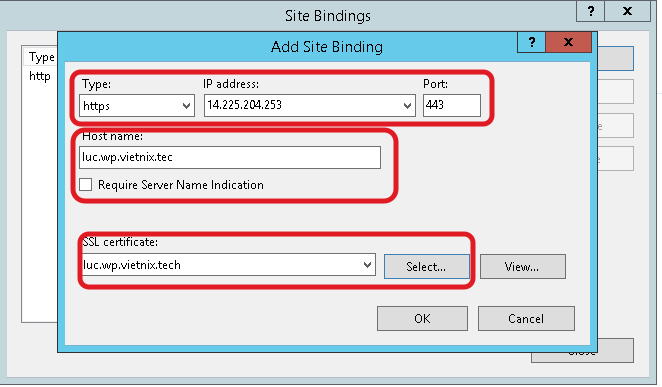 Site Bindings
? x
Add Site Binding
? x
Type
http
Type:
IP address:
Port:
https
14.225.204.253
443
Host name:
luc.wp.vietnix.tec
Require Server Name Indication
SSL certificate:
luc.wp.vietnix.tech
Select...
View...
OK
Cancel